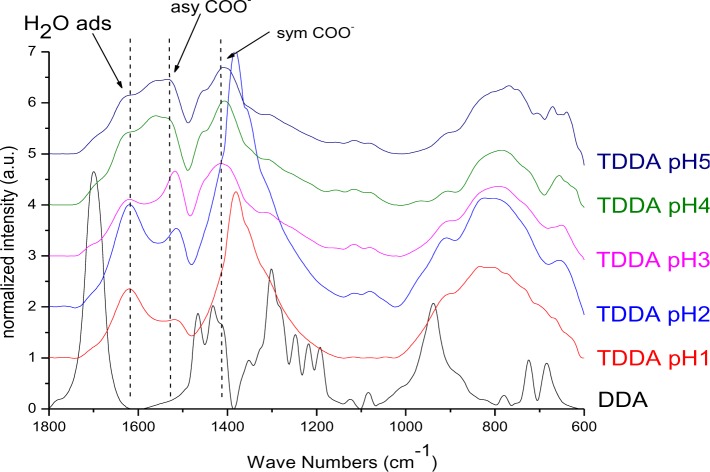 asy COO-
H2O ads
sym COO-
7
6
5
4
3
2
1
0
normalized intensity (a.u.)
TDDA pH5
TDDA pH4
TDDA pH3
TDDA pH2
TDDA pH1
DDA
1800 1600 1400 1200 1000 800 600
Wave Numbers (cm-1)